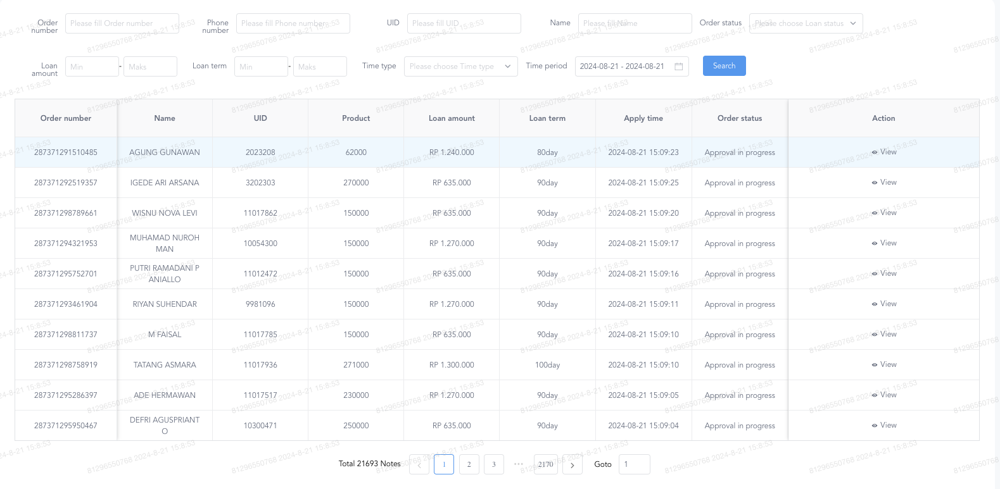 Order number Please fill Order number Phone number Please fill Phone number UID Please fill UID Name Please fill Name Order status Please choose Loan status
Loan amount Min - Maks Loan term Min - Maks Time type Please choose Time type Time period 2024-08-21 - 2024-08-21 Search
Order number Name UID Product Loan amount Loan term Apply time Order status Action
287371291510485 AGUNG GUNAWAN 2023208 62000 RP 1.240.000 80day 2024-08-21 15:09:23 Approval in progress View
287371292519357 IGEDE ARI ARSANA 3202303 270000 RP 635.000 90day 2024-08-21 15:09:25 Approval in progress View
287371298789661 WISNU NOVA LEVI 11017862 150000 RP 635.000 90day 2024-08-21 15:09:20 Approval in progress View
287371294321953 MUHAMAD NUROH MAN 10054300 150000 RP 1.270.000 90day 2024-08-21 15:09:17 Approval in progress View
287371295752701 PUTRI RAMADANI P ANIALLO 11012472 150000 RP 635.000 90day 2024-08-21 15:09:16 Approval in progress View
287371293461904 RIYAN SUHENDAR 9981096 150000 RP 1.270.000 90day 2024-08-21 15:09:11 Approval in progress View
287371298811737 M FAISAL 11017785 150000 RP 635.000 90day 2024-08-21 15:09:10 Approval in progress View
287371298758919 TATANG ASMARA 11017936 271000 RP 1.300.000 100day 2024-08-21 15:09:10 Approval in progress View
287371295286397 ADE HERMAWAN 11017517 230000 RP 1.270.000 90day 2024-08-21 15:09:05 Approval in progress View
287371295950467 DEFRI AGUSPRIANT O 10300471 250000 RP 635.000 90day 2024-08-21 15:09:04 Approval in progress View
Total 21693 Notes 1 2 3 ••• 2170 Goto 1
81296550768 2024-8-21 15:8:53